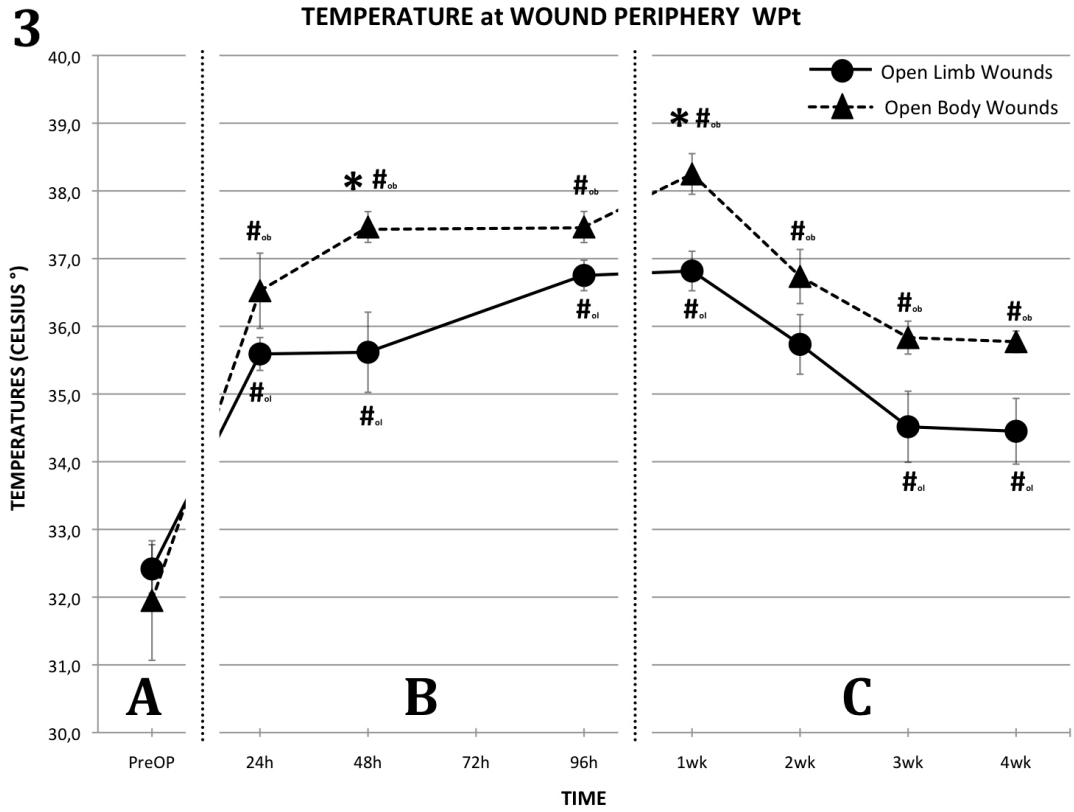 3
TEMPERATURE at WOUND PERIPHERY WPt
Open Limb Wounds
Open Body Wounds
TEMPERATURES (CELSIUS °)
40,0
39,0
38,0
37,0
36,0
35,0
34,0
33,0
32,0
31,0
30,0
* #ob
* #ob
#ob
#ob
#ob
#ob
#ob
#ol
#ol
#ol
#ol
#ol
#ol
A
B
C
PreOP
24h
48h
72h
96h
1wk
2wk
3wk
4wk
TIME